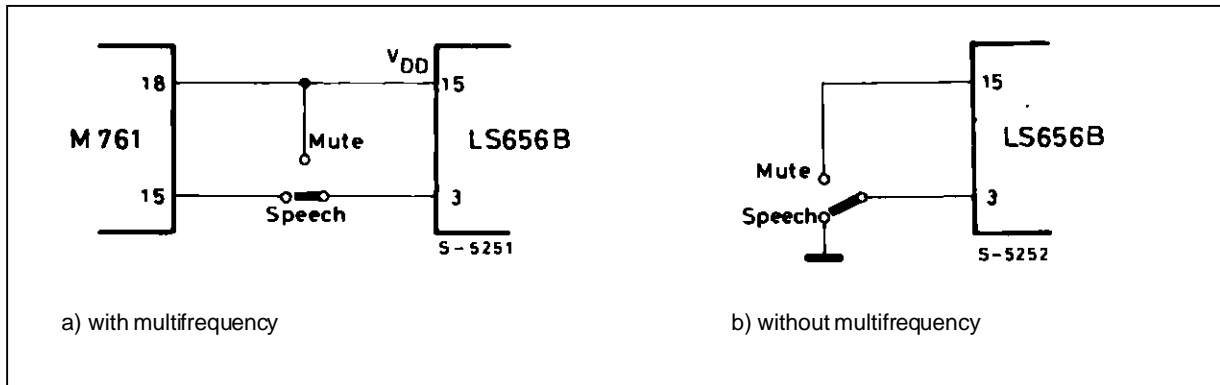 18
VDD
15
M 761
Mute
LS656B
15
Speech
3
S-5251
a) with multifrequency
15
LS656B
Mute
Speech
3
S-5252
b) without multifrequency